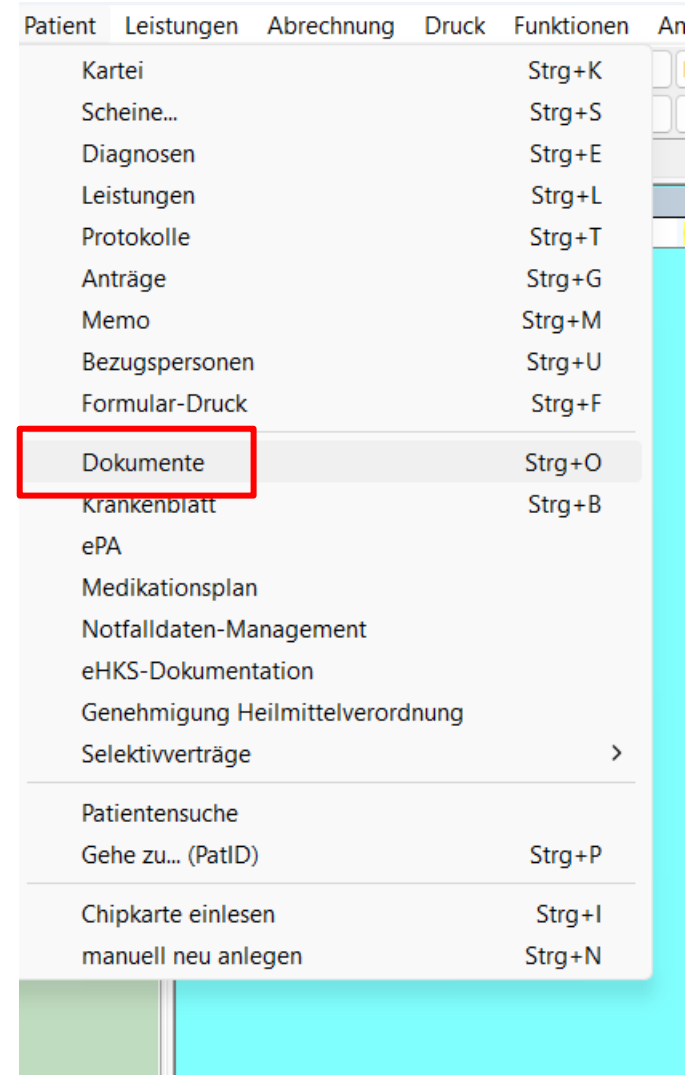 Patient Leistungen Abrechnung Druck Funktionen An
Kartei Strg+K
Scheine... Strg+S
Diagnosen Strg+E
Leistungen Strg+L
Protokolle Strg+T
Anträge Strg+G
Memo Strg+M
Bezugspersonen Strg+U
Formular-Druck Strg+F
Dokumente Strg+O
Krankenblatt Strg+B
ePA
Medikationsplan
Notfalldaten-Management
eHKS-Dokumentation
Genehmigung Heilmittelverordnung
Selektivverträge >
Patientensuche
Gehe zu... (PatID) Strg+P
Chipkarte einlesen Strg+I
manuell neu anlegen Strg+N